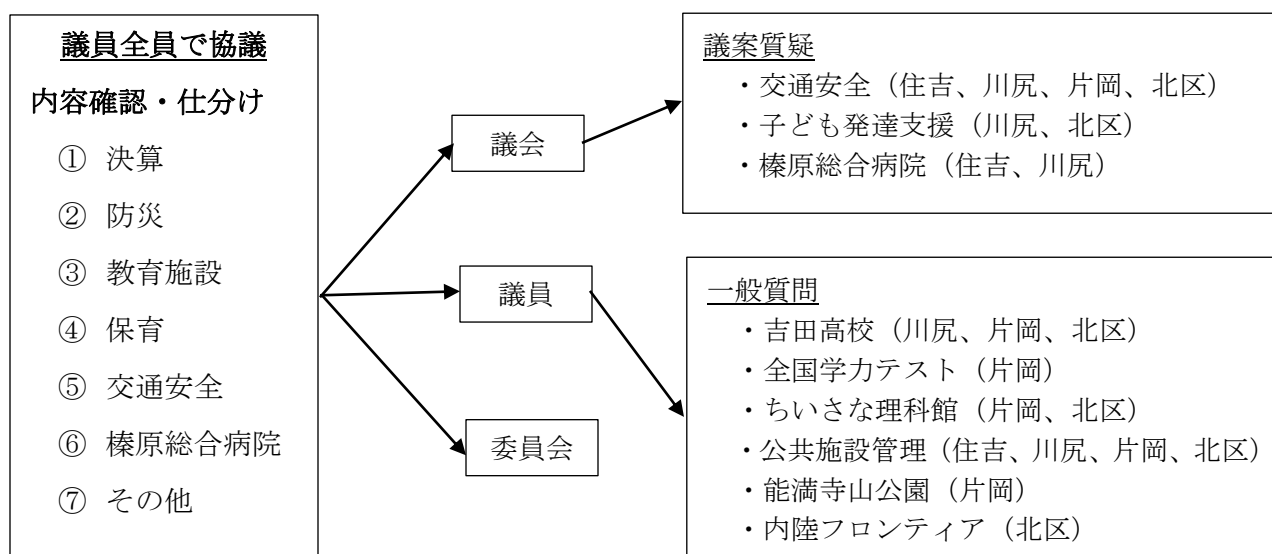 議員全員で協議
内容確認・仕分け
① 決算
② 防災
③ 教育施設
④ 保育
⑤ 交通安全
⑥ 榛原総合病院
⑦ その他
議会
議員
委員会
議案質疑
・交通安全（住吉、川尻、片岡、北区）
・子ども発達支援（川尻、北区）
・榛原総合病院（住吉、川尻）
一般質問
・吉田高校（川尻、片岡、北区）
・全国学力テスト（片岡）
・ちいさな理科館（片岡、北区）
・公共施設管理（住吉、川尻、片岡、北区）
・能満寺山公園（片岡）
・内陸フロンティア（北区）